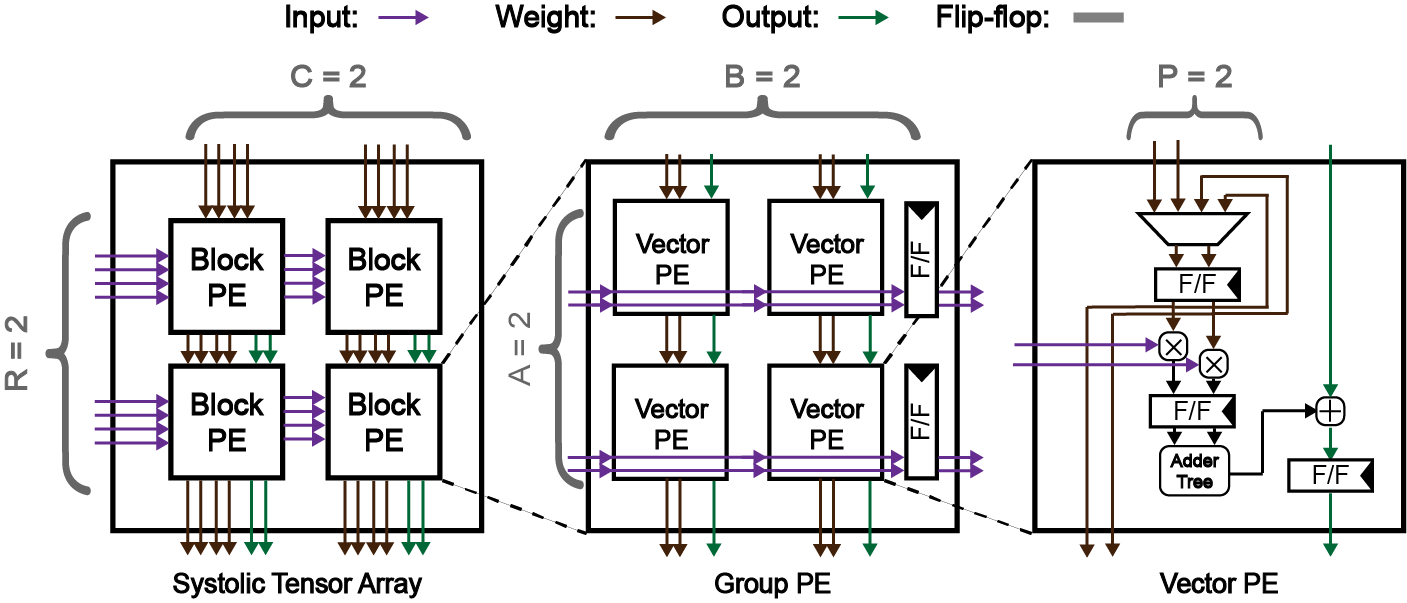 Input: Weight: Output: Flip-flop:
C = 2
B = 2
P = 2
R = 2
Block PE
Block PE
Block PE
Block PE
A = 2
Vector PE
Vector PE
F/F
Vector PE
Vector PE
F/F
F/F
F/F
Adder Tree
F/F
Systolic Tensor Array
Group PE
Vector PE